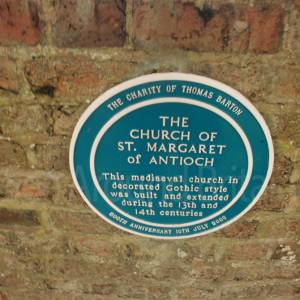 THE CHARITY OF THOMAS BARTON
THE
CHURCH OF
ST. MARGARET
of ANTIOCH
This mediaeval church in
decorated Gothic style
was built and extended
during the 13th and
14th centuries
800TH ANNIVERSARY 10TH JULY 2005